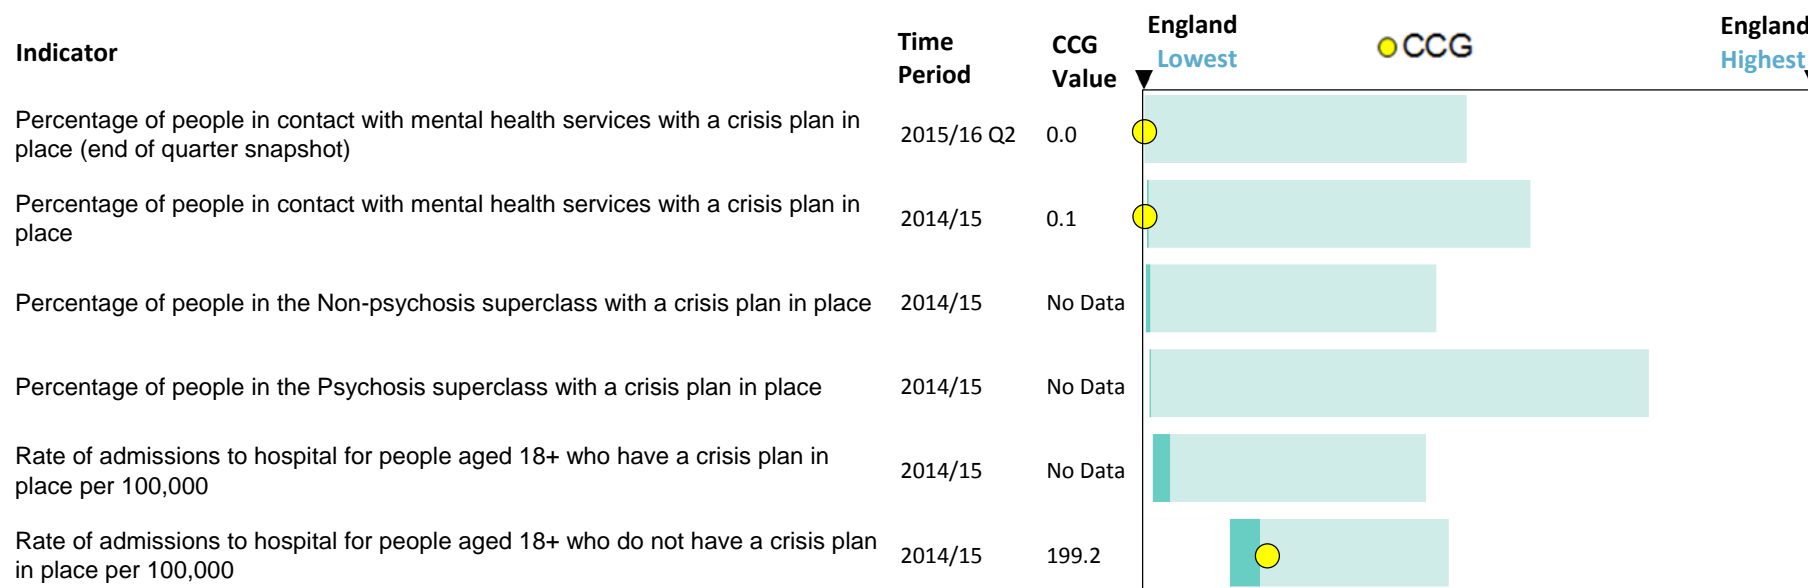 Indicator
Time
Period
CCG
Value
England
Lowest
CCG
England
Highest
Percentage of people in contact with mental health services with a crisis plan in
place (end of quarter snapshot)
2015/16 Q2
0.0
Percentage of people in contact with mental health services with a crisis plan in
place
2014/15
0.1
Percentage of people in the Non-psychosis superclass with a crisis plan in place
2014/15
No Data
Percentage of people in the Psychosis superclass with a crisis plan in place
2014/15
No Data
Rate of admissions to hospital for people aged 18+ who have a crisis plan in
place per 100,000
2014/15
No Data
Rate of admissions to hospital for people aged 18+ who do not have a crisis plan
in place per 100,000
2014/15
199.2